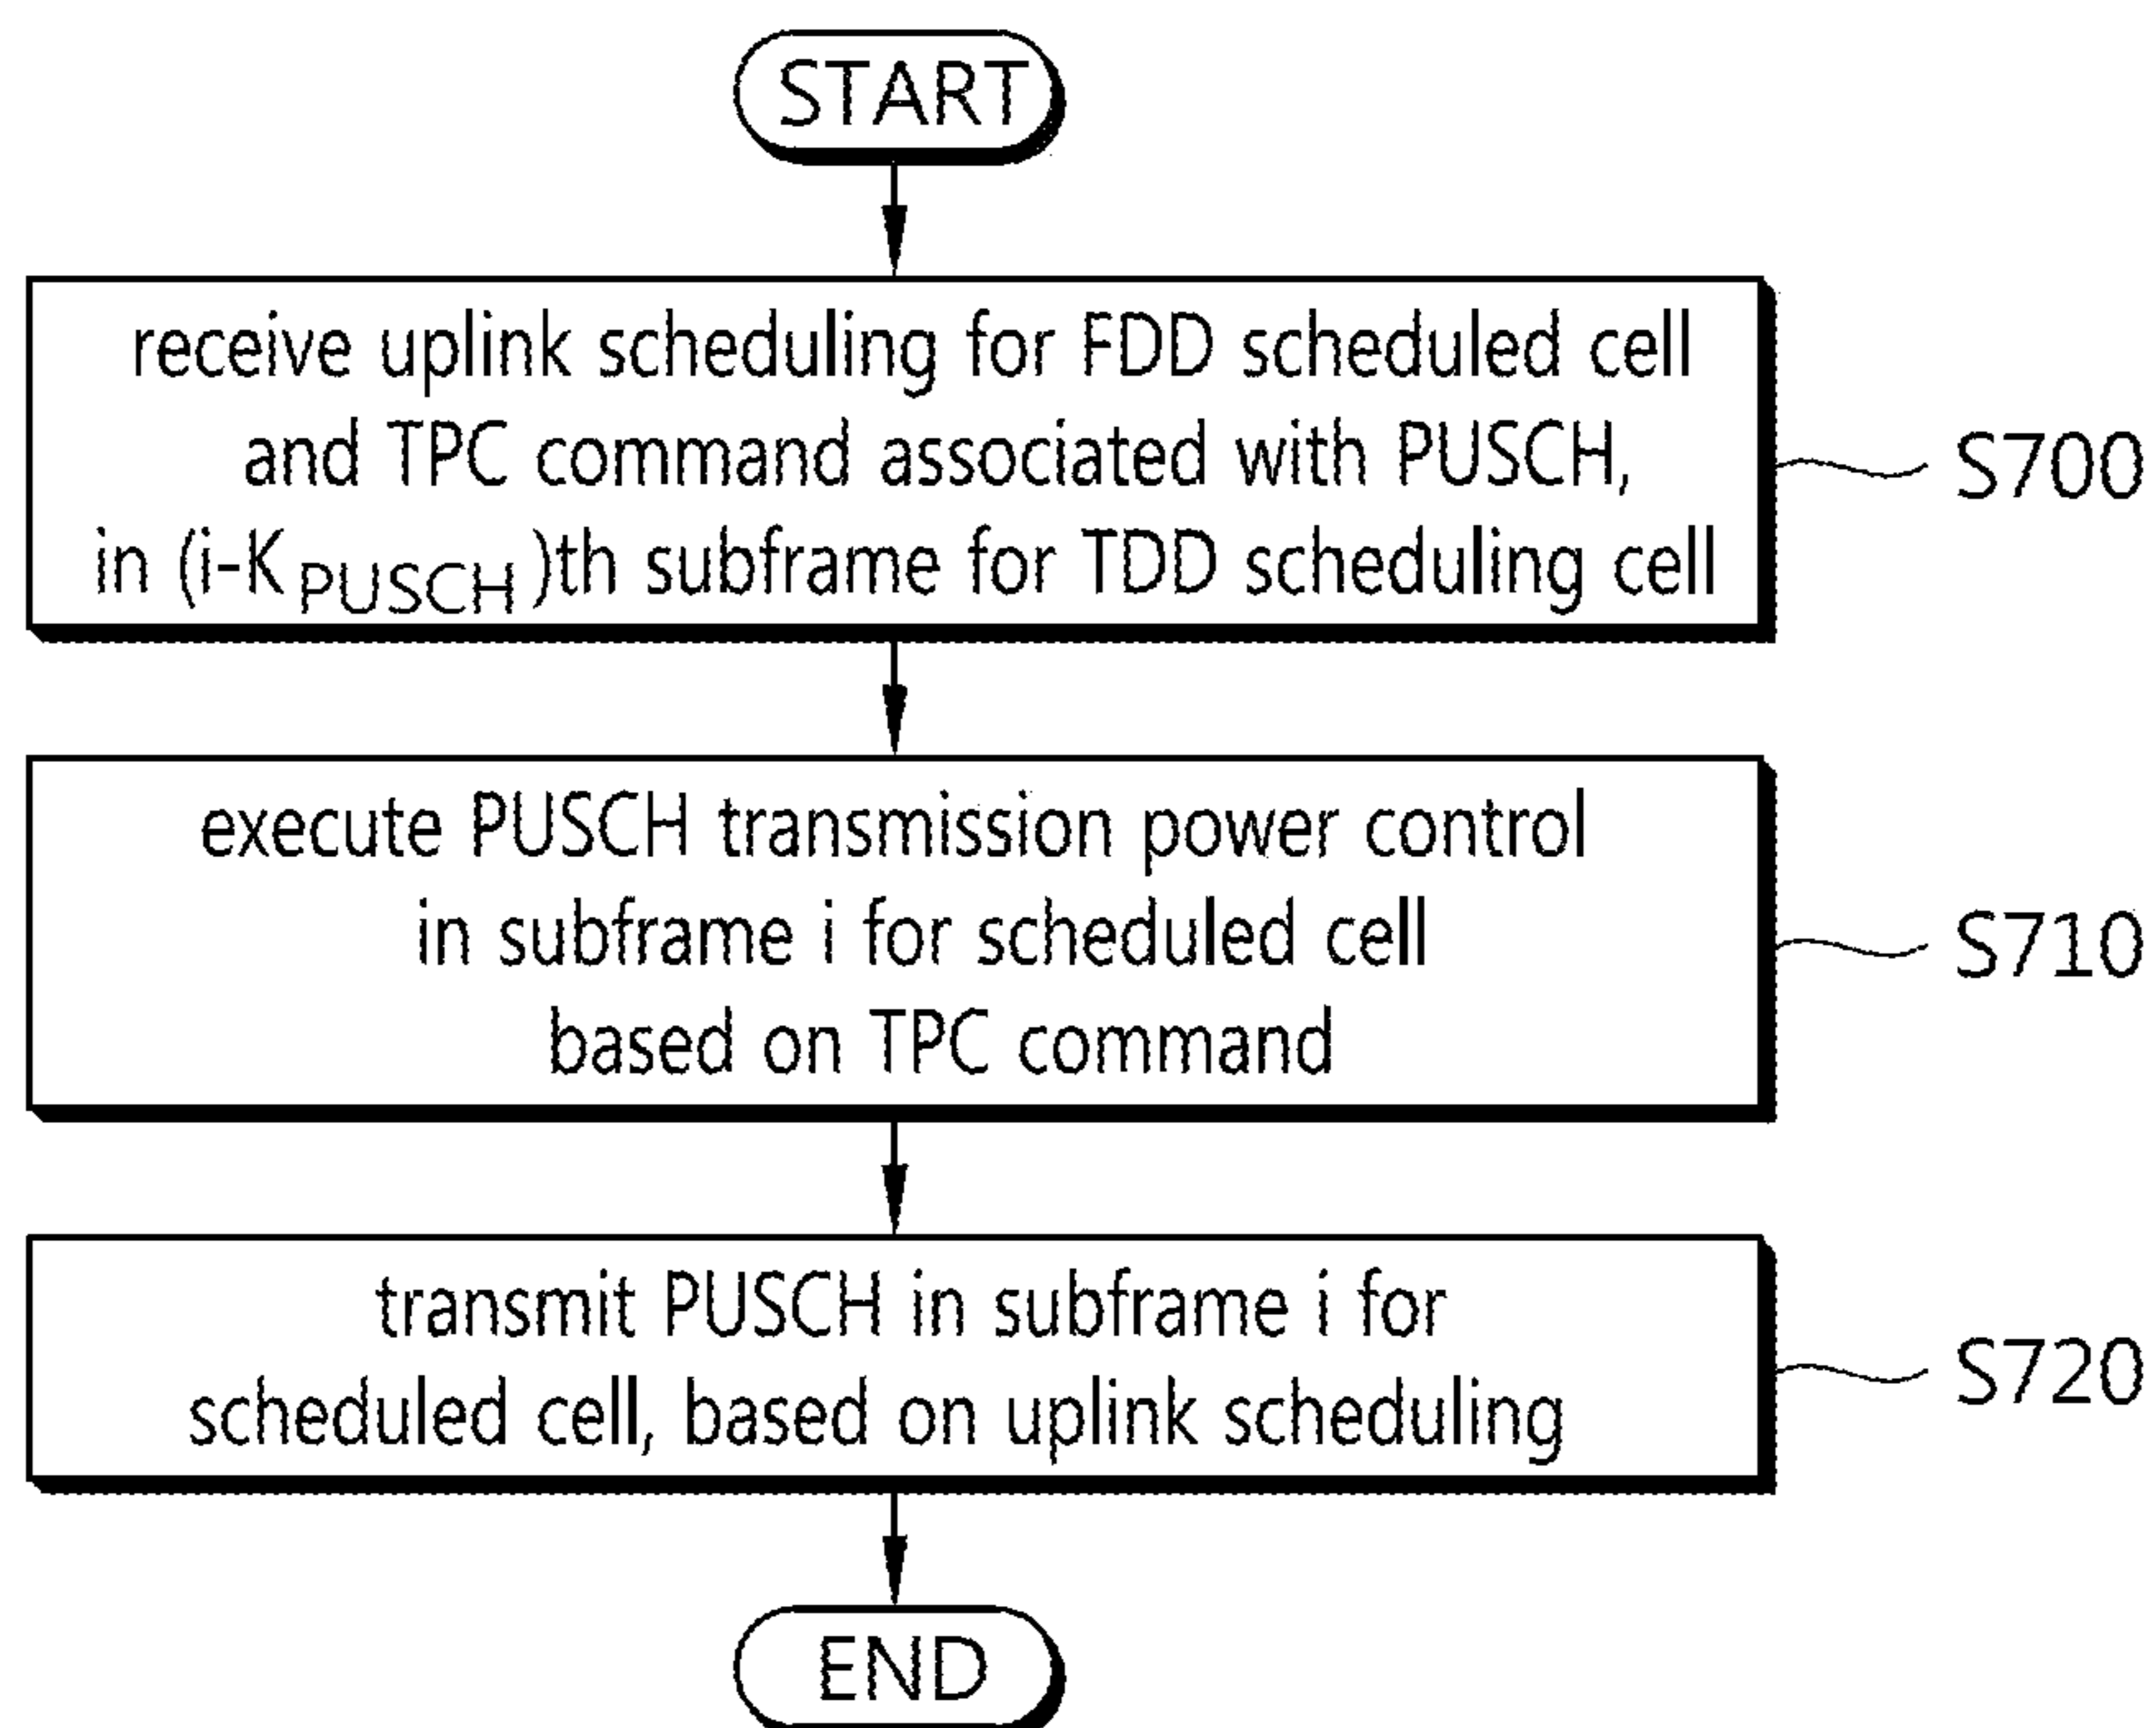 START
receive uplink scheduling for FDD scheduled cell
and TPC command associated with PUSCH,
in (i-KPUSCH)th subframe for TDD scheduling cell
S700
execute PUSCH transmission power control
in subframe i for scheduled cell
based on TPC command
S710
transmit PUSCH in subframe i for
scheduled cell, based on uplink scheduling
S720
END